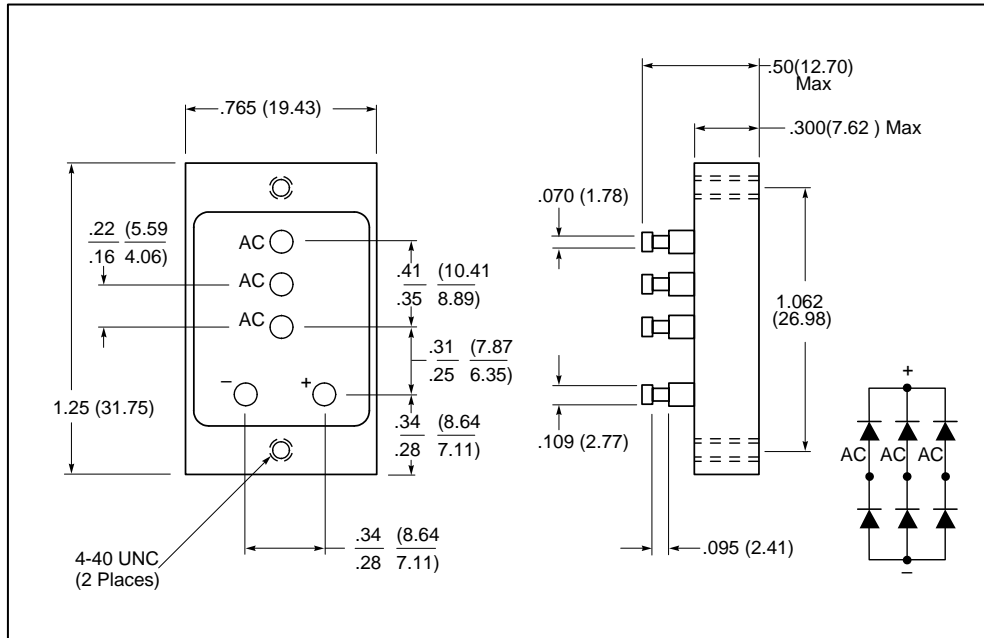 .765 (19.43)
.22 (5.59
.16 4.06)
AC
AC
AC
– +
1.25 (31.75)
.41 (10.41
.35 8.89)
.31 (7.87
.25 6.35)
.34 (8.64
.28 7.11)
4-40 UNC
(2 Places)
.34 (8.64
.28 7.11)
.50(12.70)
Max
.300(7.62 ) Max
.070 (1.78)
1.062
(26.98)
.109 (2.77)
.095 (2.41)
+
AC AC AC
–